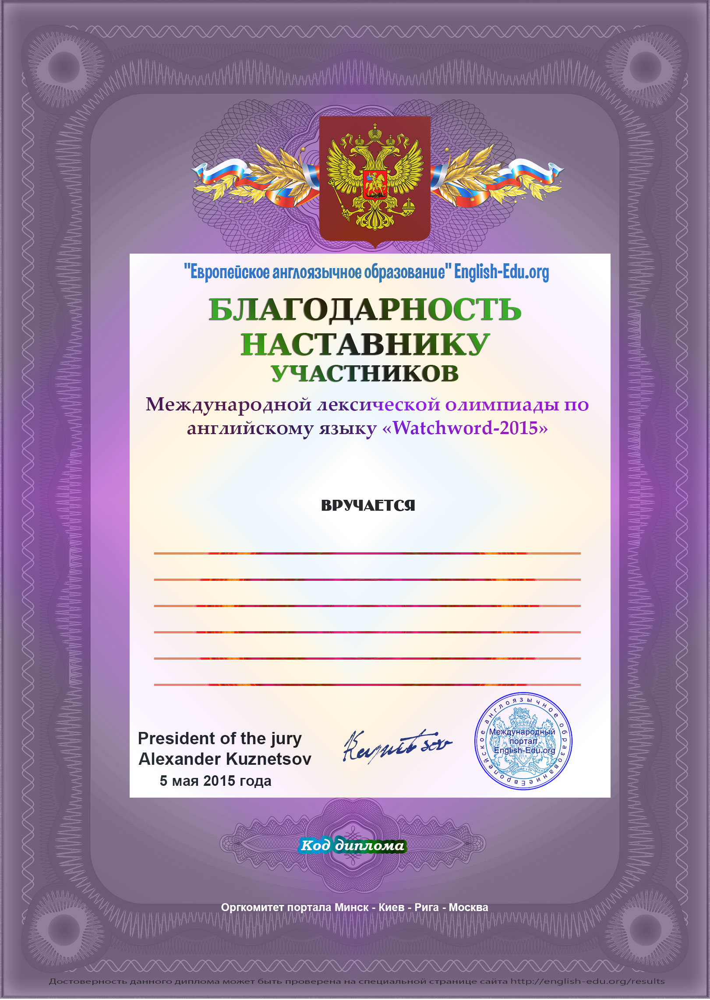 "Европейское англоязычное образование" English-Edu.org
БЛАГОДАРНОСТЬ
НАСТАВНИКУ
УЧАСТНИКОВ
Международной лексической олимпиады по
английскому языку «Watchword-2015»
ВРУЧАЕТСЯ
President of the jury
Alexander Kuznetsov
5 мая 2015 года
Европейское англоязычное образование
Международный
портал
English-Edu.org
Код диплома
Оргкомитет портала Минск - Киев - Рига - Москва
Достоверность данного диплома может быть проверена на специальной странице сайта http://english-edu.org/results